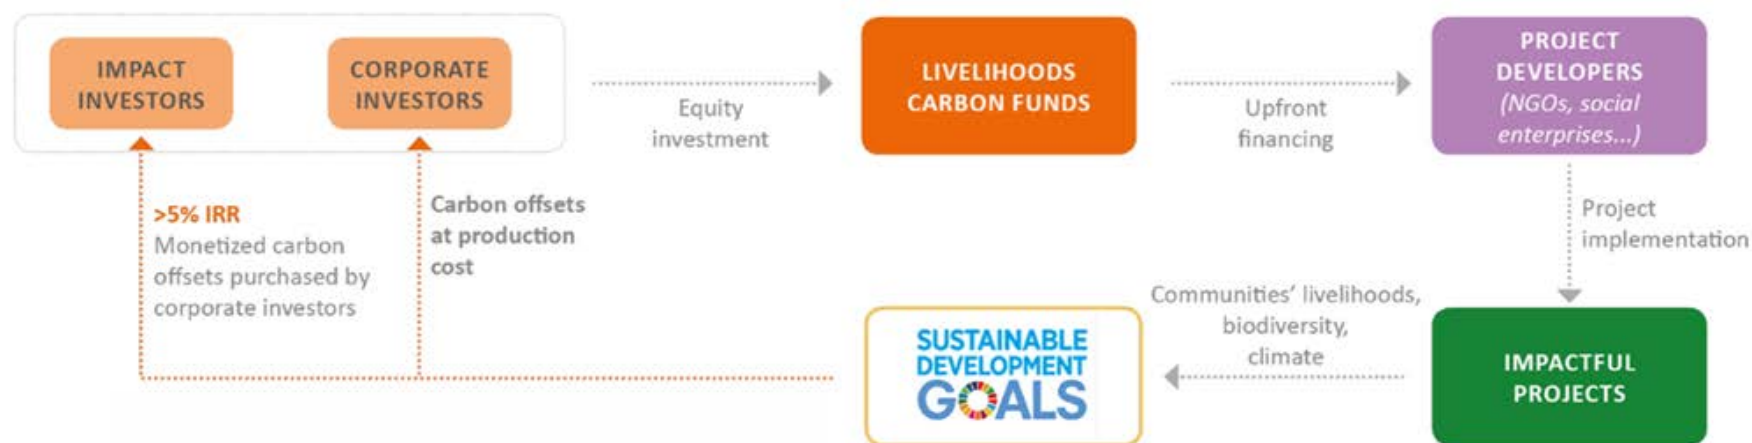 IMPACT
INVESTORS
CORPORATE
INVESTORS
Equity
investment
LIVELIHOODS
CARBON FUNDS
Upfront
financing
PROJECT
DEVELOPERS
(NGOs, social
enterprises...)
>5% IRR
Monetized carbon
offsets purchased by
corporate investors
Carbon offsets
at production
cost
Project
implementation
Communities’ livelihoods,
biodiversity,
climate
SUSTAINABLE
DEVELOPMENT
GOALS
IMPACTFUL
PROJECTS